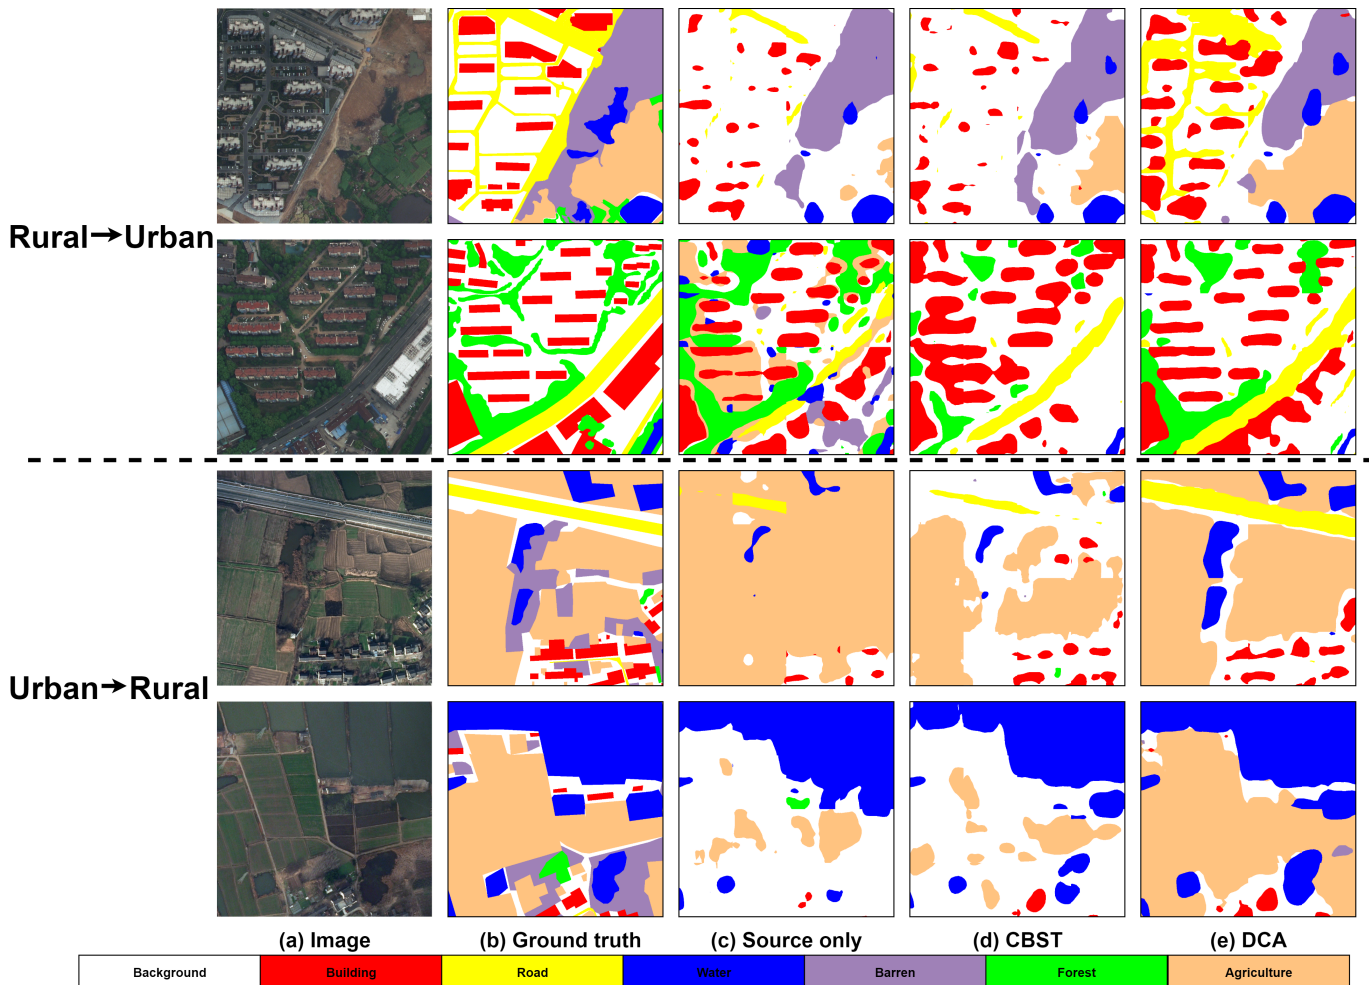 Rural→Urban
Urban→Rural
(a) Image
(b) Ground truth
(c) Source only
(d) CBST
(e) DCA
Background
Building
Road
Water
Barren
Forest
Agriculture